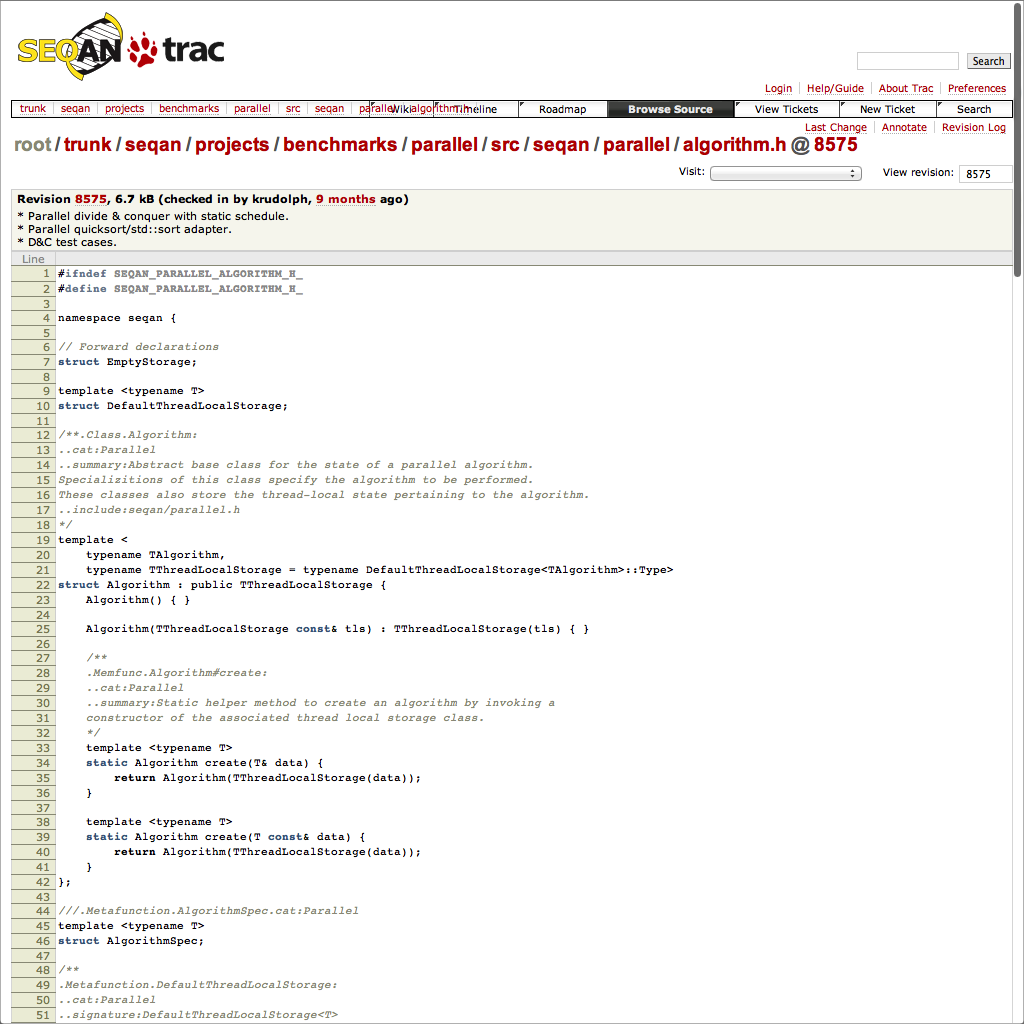 SEQAN trac
Search
Login Help/Guide About Trac Preferences
trunk seqan projects benchmarks parallel src seqan parallel algorithm.h
Wiki Timeline Roadmap Browse Source View Tickets New Ticket Search
Last Change Annotate Revision Log
root/trunk/seqan/projects/benchmarks/parallel/src/seqan/parallel/algorithm.h @ 8575
Visit: View revision: 8575
Revision 8575, 6.7 kB (checked in by krudolph, 9 months ago)
* Parallel divide & conquer with static schedule.
* Parallel quicksort/std::sort adapter.
* D&C test cases.
Line
1 #ifndef SEQAN_PARALLEL_ALGORITHM_H_
2 #define SEQAN_PARALLEL_ALGORITHM_H_
3
4 namespace seqan {
5
6 // Forward declarations
7 struct EmptyStorage;
8
9 template <typename T>
10 struct DefaultThreadLocalStorage;
11
12 /**.Class.Algorithm:
13 ..cat:Parallel
14 ..summary:Abstract base class for the state of a parallel algorithm.
15 Specializitions of this class specify the algorithm to be performed.
16 These classes also store the thread-local state pertaining to the algorithm.
17 ..include:seqan/parallel.h
18 */
19 template <
20 typename TAlgorithm,
21 typename TThreadLocalStorage = typename DefaultThreadLocalStorage<TAlgorithm>::Type>
22 struct Algorithm : public TThreadLocalStorage {
23 Algorithm() { }
24
25 Algorithm(TThreadLocalStorage const& tls) : TThreadLocalStorage(tls) { }
26
27 /**
28 .Memfunc.Algorithm#create:
29 ..cat:Parallel
30 ..summary:Static helper method to create an algorithm by invoking a
31 constructor of the associated thread local storage class.
32 */
33 template <typename T>
34 static Algorithm create(T& data) {
35 return Algorithm(TThreadLocalStorage(data));
36 }
37
38 template <typename T>
39 static Algorithm create(T const& data) {
40 return Algorithm(TThreadLocalStorage(data));
41 }
42 };
43
44 ///.Metafunction.AlgorithmSpec.cat:Parallel
45 template <typename T>
46 struct AlgorithmSpec;
47
48 /**
49 .Metafunction.DefaultThreadLocalStorage:
50 ..cat:Parallel
51 ..signature:DefaultThreadLocalStorage<T>